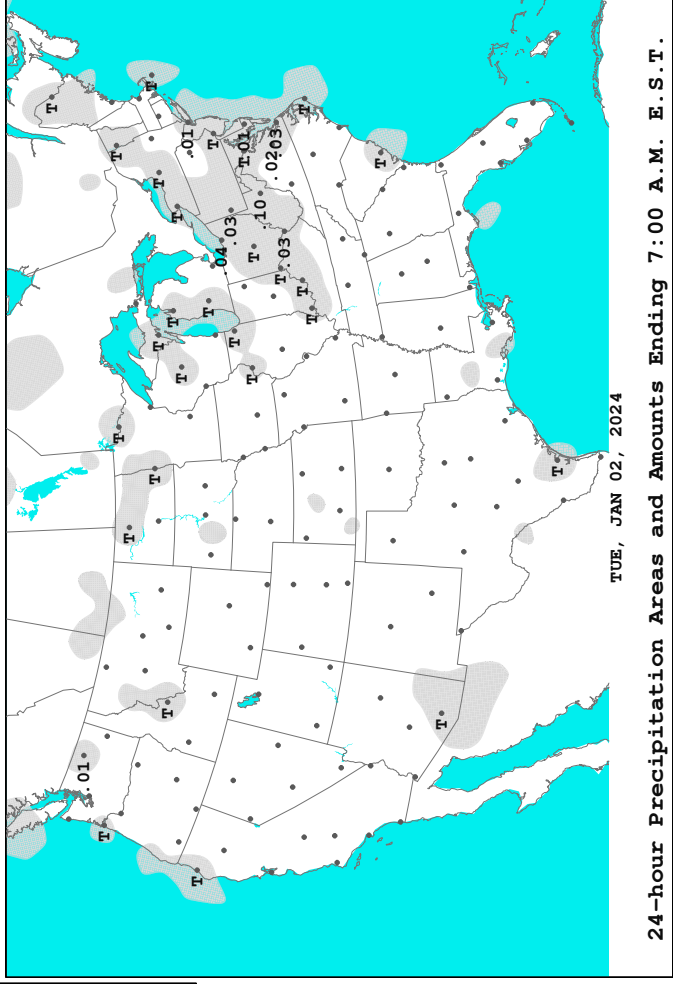 T
.01
T
T
T
T
T
T
T
T
T
T
T
T
.01
T
T
T
.04
.03
T
T
.01
T
T
.10
.02
.03
T
.03
T
T
T
T
T
T
TUE, JAN 02, 2024
24-hour Precipitation Areas and Amounts Ending 7:00 A.M. E.S.T.